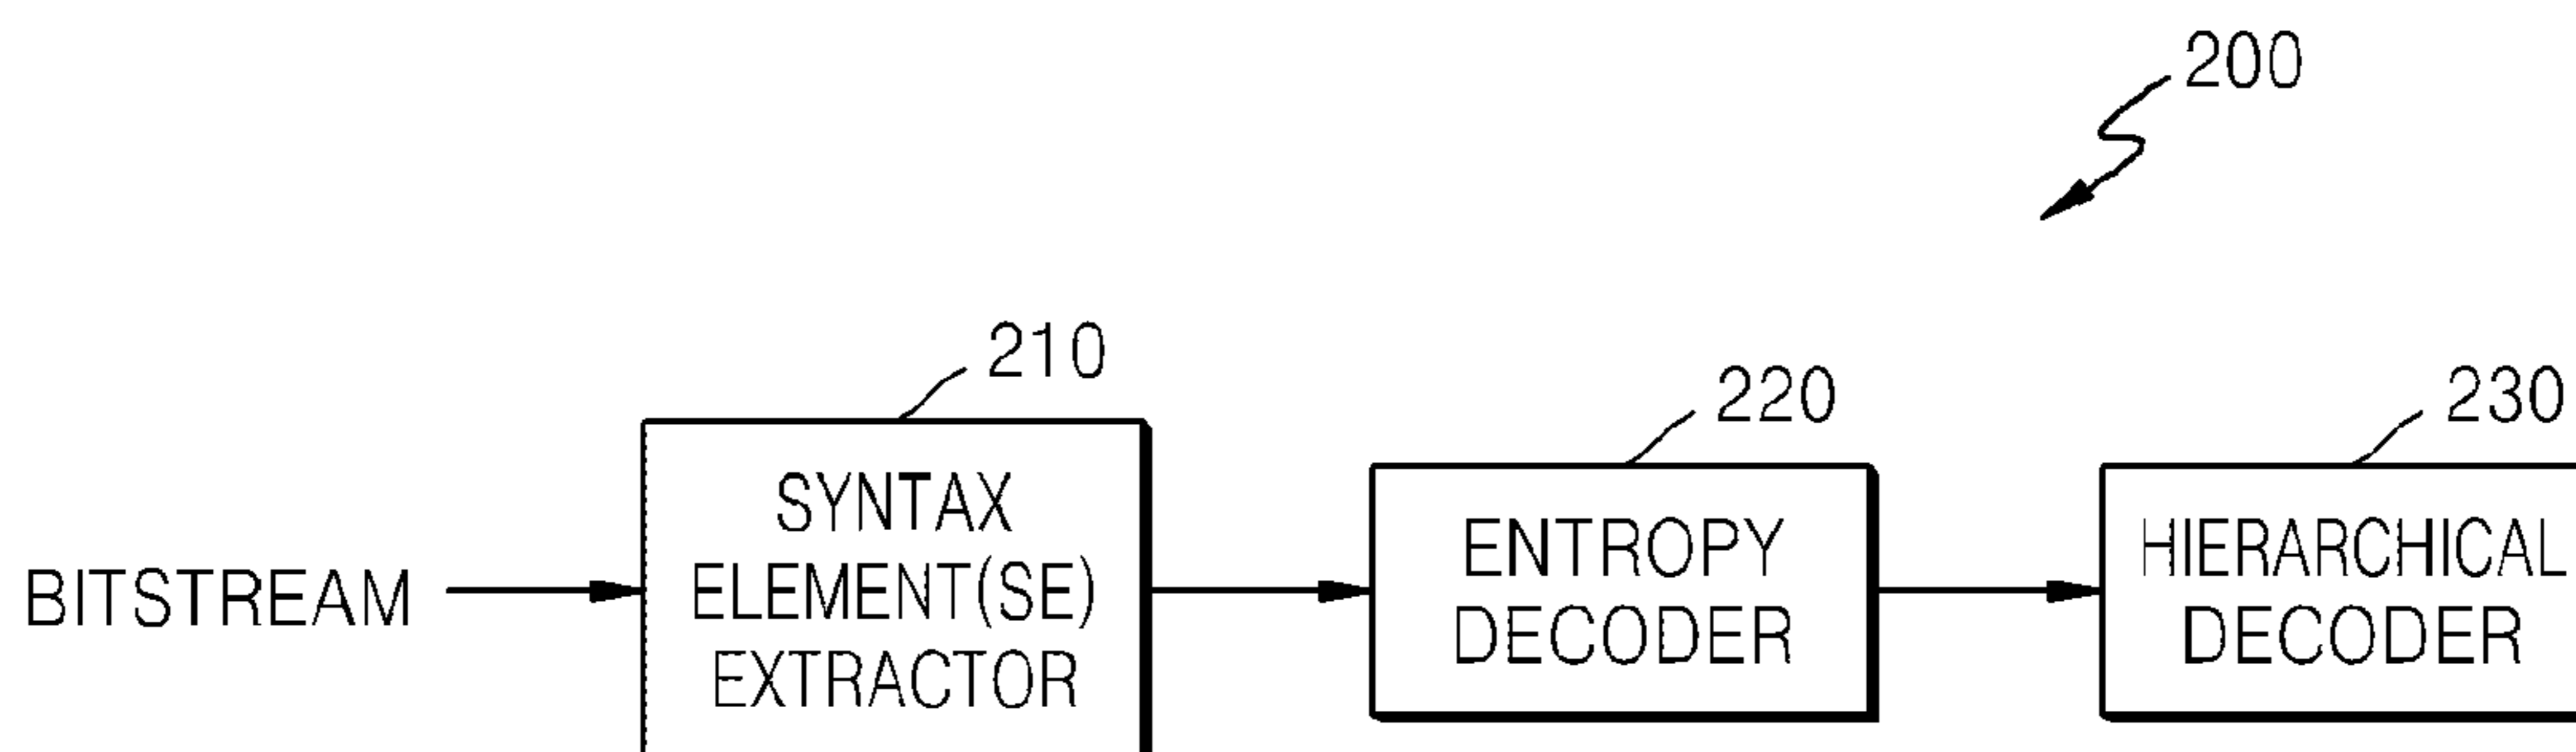 200
210
220
230
BITSTREAM
SYNTAX
ELEMENT(SE)
EXTRACTOR
ENTROPY
DECODER
HIERARCHICAL
DECODER